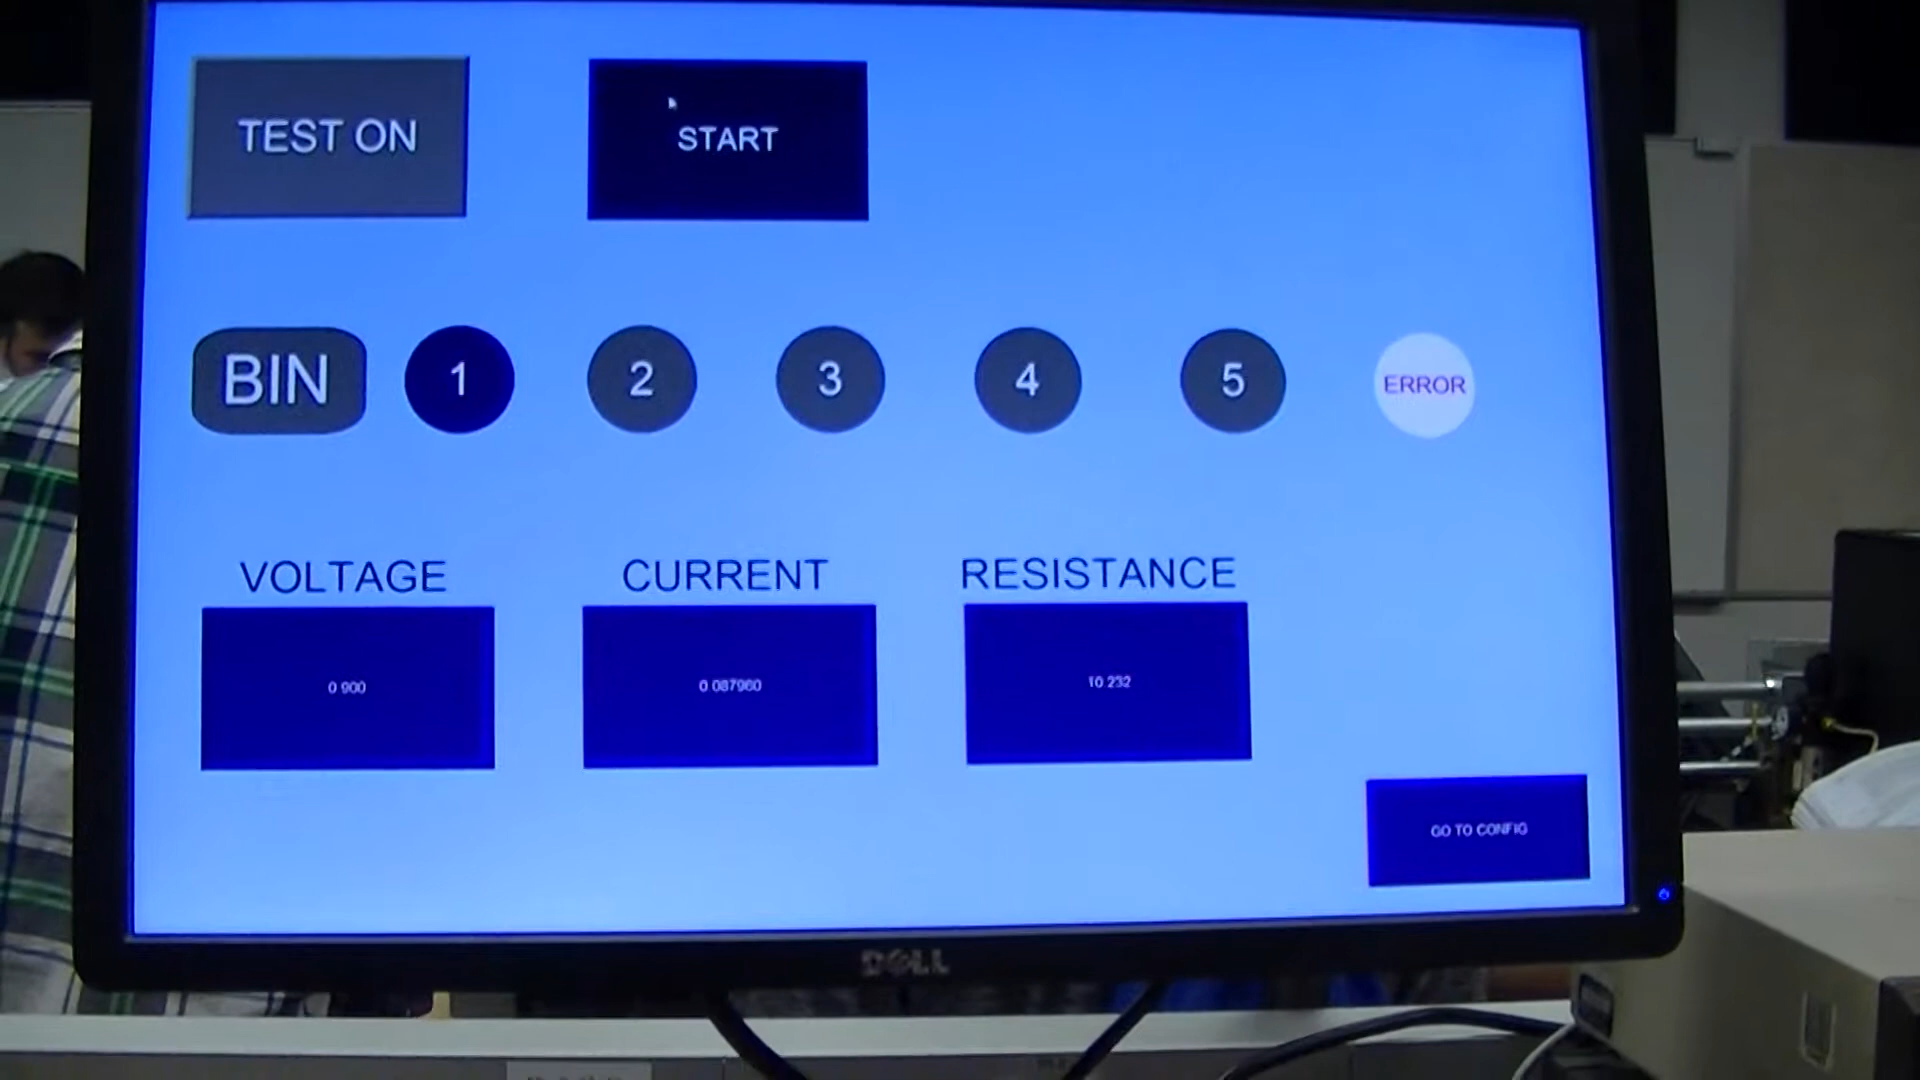 TEST ON
START
BIN
1
2
3
4
5
ERROR
VOLTAGE
CURRENT
RESISTANCE
0.900
0.087960
10.232
GO TO CONFIG
DELL